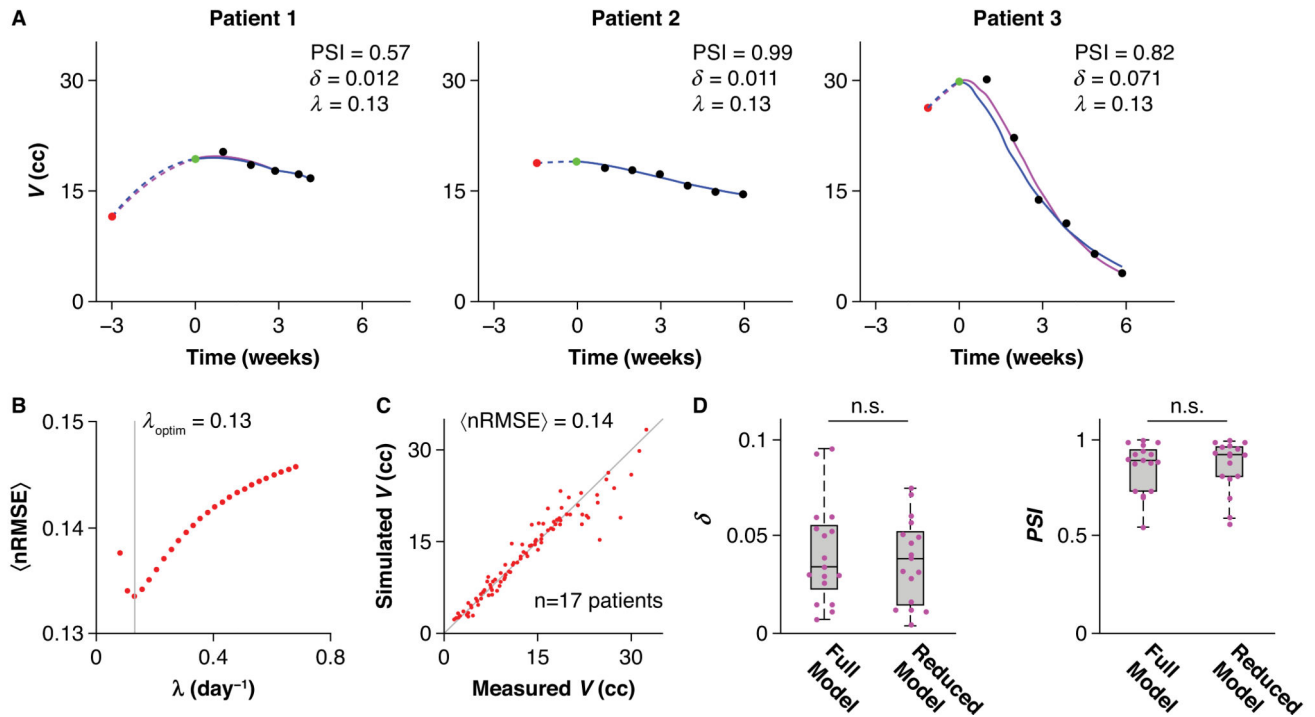 A
Patient 1
Patient 2
Patient 3
V (cc)
30
15
0
PSI = 0.57
δ = 0.012
λ = 0.13
–3
0
3
6
Time (weeks)
30
15
0
PSI = 0.99
δ = 0.011
λ = 0.13
–3
0
3
6
Time (weeks)
30
15
0
PSI = 0.82
δ = 0.071
λ = 0.13
–3
0
3
6
Time (weeks)
B
⟨nRMSE⟩
0.15
0.14
0.13
λoptim = 0.13
0
0.4
0.8
λ (day⁻¹)
C
Simulated V (cc)
30
15
0
⟨nRMSE⟩ = 0.14
n=17 patients
0
15
30
Measured V (cc)
D
δ
n.s.
0.1
0.05
0
Full
Model
Reduced
Model
PSI
n.s.
1
0.5
0
Full
Model
Reduced
Model